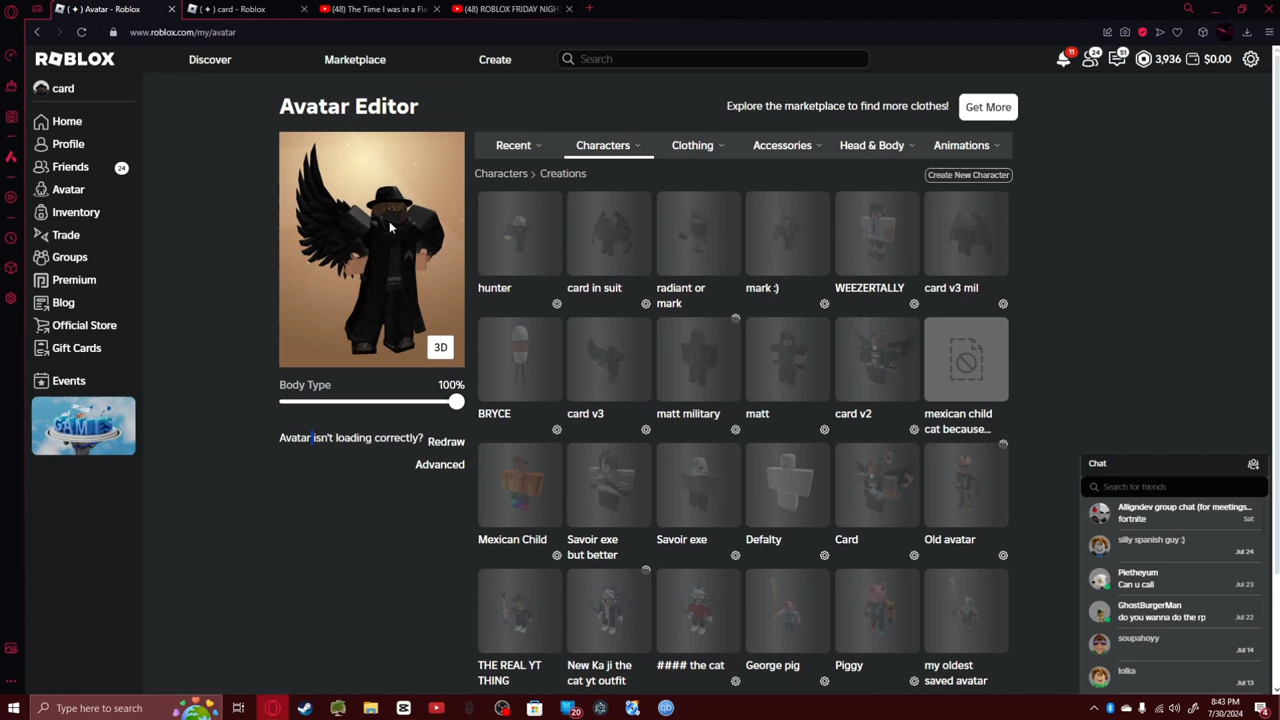 ( ✦ ) Avatar - Roblox
( ✦ ) card - Roblox
(48) The Time I was in a Fla
(48) ROBLOX FRIDAY NIGH
www.roblox.com/my/avatar
ROBLOX
Discover
Marketplace
Create
Search
11
24
51
3,936
$0.00
card
Home
Profile
Friends
24
Avatar
Inventory
Trade
Groups
Premium
Blog
Official Store
Gift Cards
Events
GAMES
Avatar Editor
Explore the marketplace to find more clothes!
Get More
3D
Body Type
100%
Avatar isn't loading correctly?
Redraw
Advanced
Recent
Characters
Clothing
Accessories
Head & Body
Animations
Characters > Creations
Create New Character
hunter
card in suit
radiant or
mark
mark :)
WEEZERTALLY
card v3 mil
BRYCE
card v3
matt military
matt
card v2
mexican child
cat because...
Mexican Child
Savoir exe
but better
Savoir exe
Defalty
Card
Old avatar
THE REAL YT
THING
New Ka ji the
cat yt outfit
#### the cat
George pig
Piggy
my oldest
saved avatar
Chat
Search for friends
Alligndev group chat (for meetings...
fortnite
Sat
silly spanish guy :)
Jul 24
Pietheyum
Can u call
Jul 23
GhostBurgerMan
do you wanna do the rp
Jul 22
soupahoyy
Jul 14
lolka
Jul 13
Type here to search
20
8:43 PM
7/30/2024
4